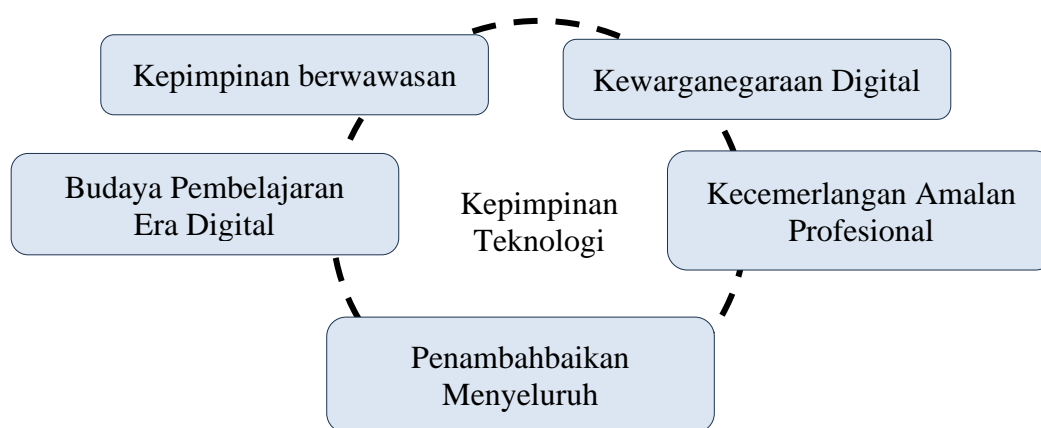 Kepimpinan berwawasan
Kewarganegaraan Digital
Budaya Pembelajaran
Era Digital
Kepimpinan
Teknologi
Kecemerlangan Amalan
Profesional
Penambahbaikan
Menyeluruh